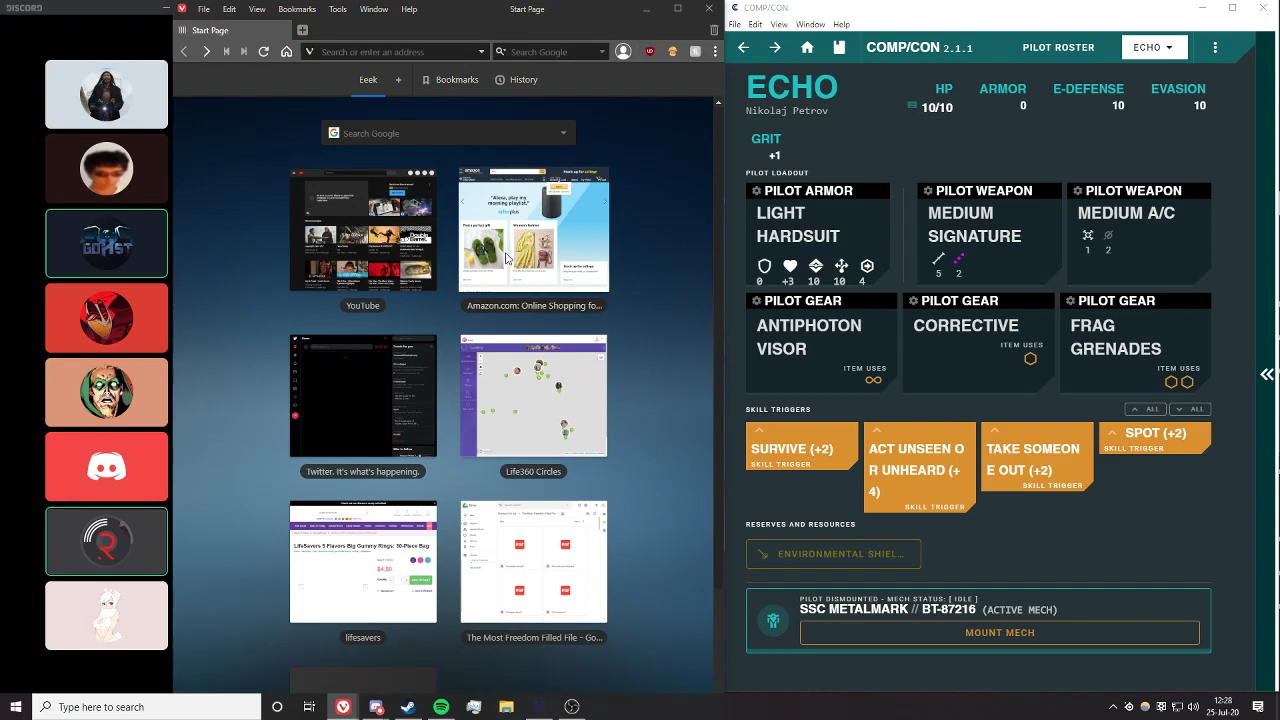 DISCORD
GOHST
File Edit View Bookmarks
Start Page
Start Page
Search or enter an address
Search Google
Eekk +
Bookmarks
History
Search Google
YouTube
Amazon.com: Online Shopping fo...
Twitter. It's what's happening.
Life360 Circles
LifeSavers 5 Flavors Big Gummy Rings: 30-Piece Bag
$4.50
lifesavers
PDF PDF
PDF PDF
The Most Freedom Filled File - Go...
COMP/CON
File Edit View Window Help
COMP/CON 2.1.1
PILOT ROSTER
ECHO
ECHO
Nikolaj Petrov
HP
10/10
ARMOR
0
E-DEFENSE
10
EVASION
10
GRIT
+1
PILOT LOADOUT
PILOT ARMOR
LIGHT
HARDSUIT
0 +3 10 10 4
PILOT WEAPON
MEDIUM
SIGNATURE
5 2
PILOT WEAPON
MEDIUM A/C
1 2
PILOT GEAR
ANTIPHOTON
VISOR
ITEM USES
PILOT GEAR
CORRECTIVE
ITEM USES
PILOT GEAR
FRAG
GRENADES
ITEM USES
SKILL TRIGGERS
ALL ALL
SURVIVE (+2)
SKILL TRIGGER
ACT UNSEEN O
R UNHEARD (+
4)
SKILL TRIGGER
TAKE SOMEON
E OUT (+2)
SKILL TRIGGER
SPOT (+2)
SKILL TRIGGER
RESERVES AND RESOURCES
ENVIRONMENTAL SHIEL...
PILOT DISMOUNTED - MECH STATUS: [ IDLE ]
SSC METALMARK // BT-87216 (ACTIVE MECH)
MOUNT MECH
Type here to search
12:28
25-Jul-20